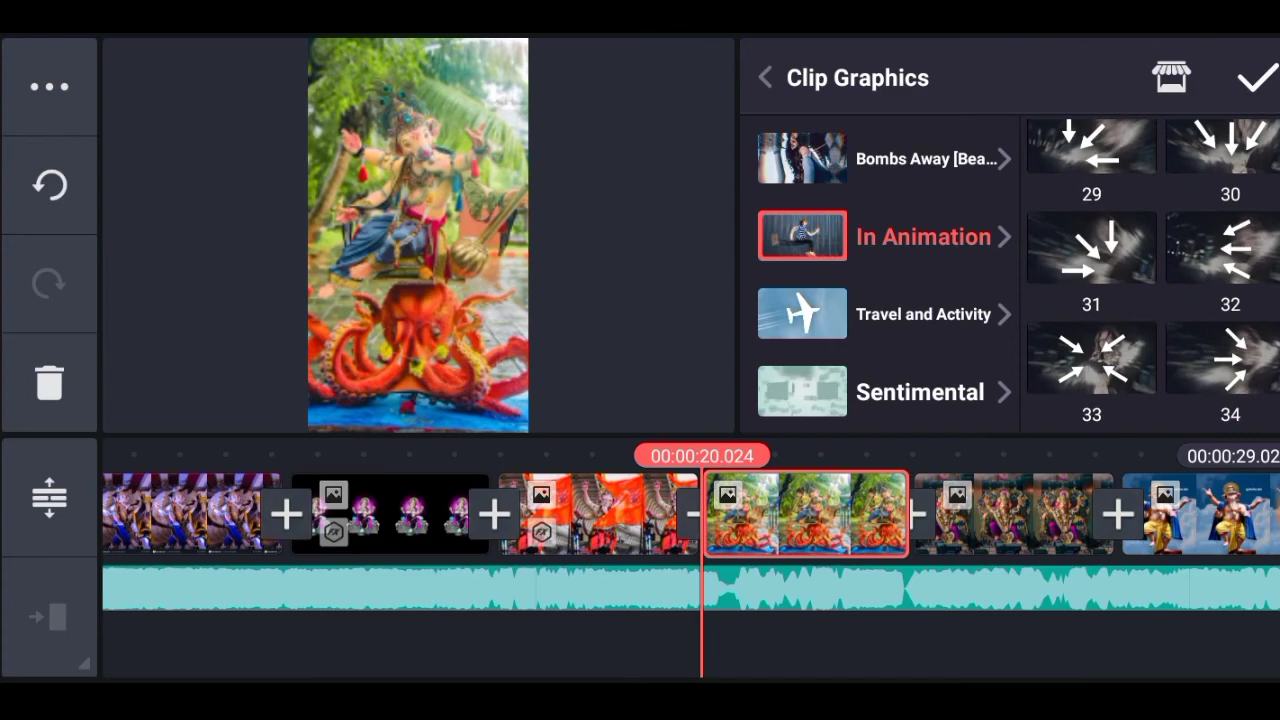 Clip Graphics
Bombs Away [Bea...
In Animation
Travel and Activity
Sentimental
29
30
31
32
33
34
00:00:20.024
00:00:29.02